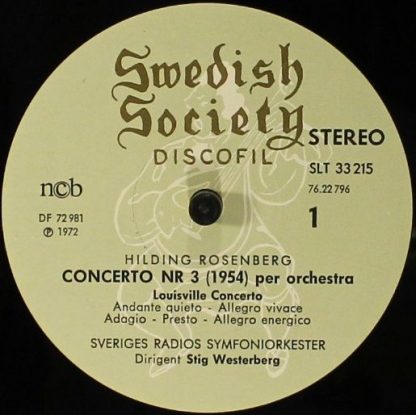 Swedish
Society
DISCOFIL
STEREO
SLT 33 215
76.22 796
1
ncb
DF 72 981
Ⓟ 1972
HILDING ROSENBERG
CONCERTO NR 3 (1954) per orchestra
Louisville Concerto
Andante quieto - Allegro vivace
Adagio - Presto - Allegro energico
SVERIGES RADIOS SYMFONIORKESTER
Dirigent Stig Westerberg